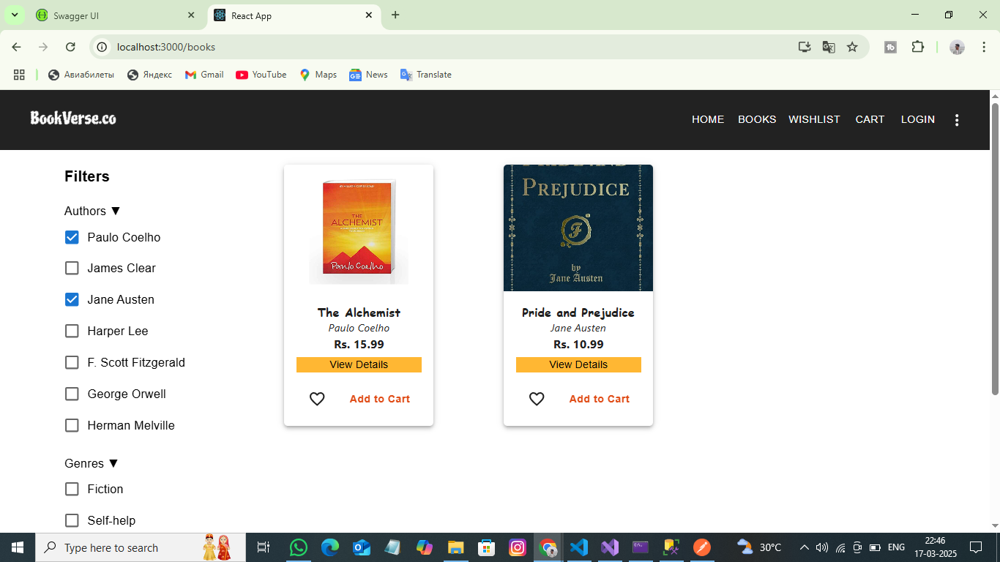 Swagger UI
React App
localhost:3000/books
Авиабилеты
Яндекс
Gmail
YouTube
Maps
News
Translate
BookVerse.co
HOME
BOOKS
WISHLIST
CART
LOGIN
Filters
Authors ▼
Paulo Coelho
James Clear
Jane Austen
Harper Lee
F. Scott Fitzgerald
George Orwell
Herman Melville
Genres ▼
Fiction
Self-help
THE
ALCHEMIST
Paulo Coelho
The Alchemist
Paulo Coelho
Rs. 15.99
View Details
Add to Cart
PREJUDICE
by
Jane Austen
Pride and Prejudice
Jane Austen
Rs. 10.99
View Details
Add to Cart
Type here to search
30°C
ENG
22:46
17-03-2025